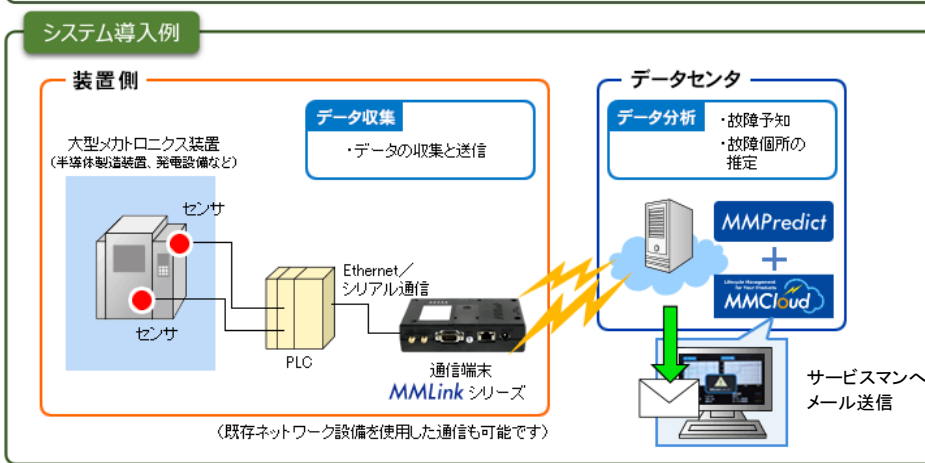 システム導入例
装置側
データ収集
・データの収集と送信
大型メカトロニクス装置
(半導体製造装置、発電設備など)
センサ
センサ
PLC
Ethernet/
シリアル通信
通信端末
MMLink シリーズ
(既存ネットワーク設備を使用した通信も可能です)
データセンタ
データ分析
・故障予知
・故障個所の
推定
MMPredict
+
Lifecycle Management
for Your Products
MMCloud
サービスマンへ
メール送信